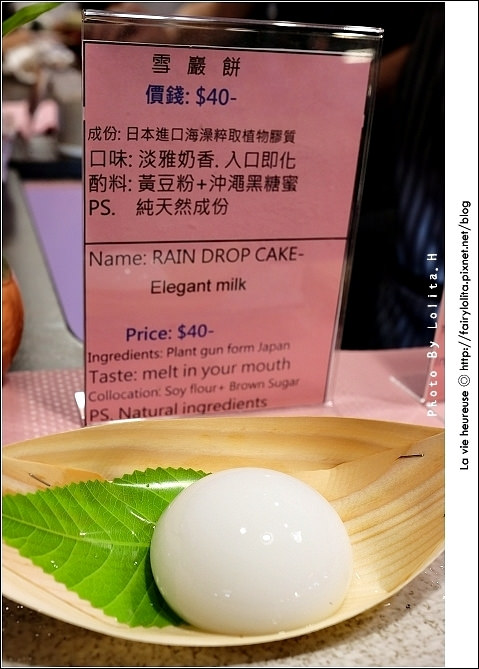 雪巖餅
價錢: $40-
成份: 日本進口海澡粹取植物膠質
口味: 淡雅奶香. 入口即化
酌料: 黃豆粉+沖澠黑糖蜜
PS. 純天然成份
Name: RAIN DROP CAKE-
Elegant milk
Price: $40-
Ingredients: Plant gun form Japan
Taste: melt in your mouth
Collocation: Soy flour+ Brown Sugar
PS. Natural ingredients
Photo By Lolita.H
La vie heureuse © http://fairylolita.pixnet.net/blog